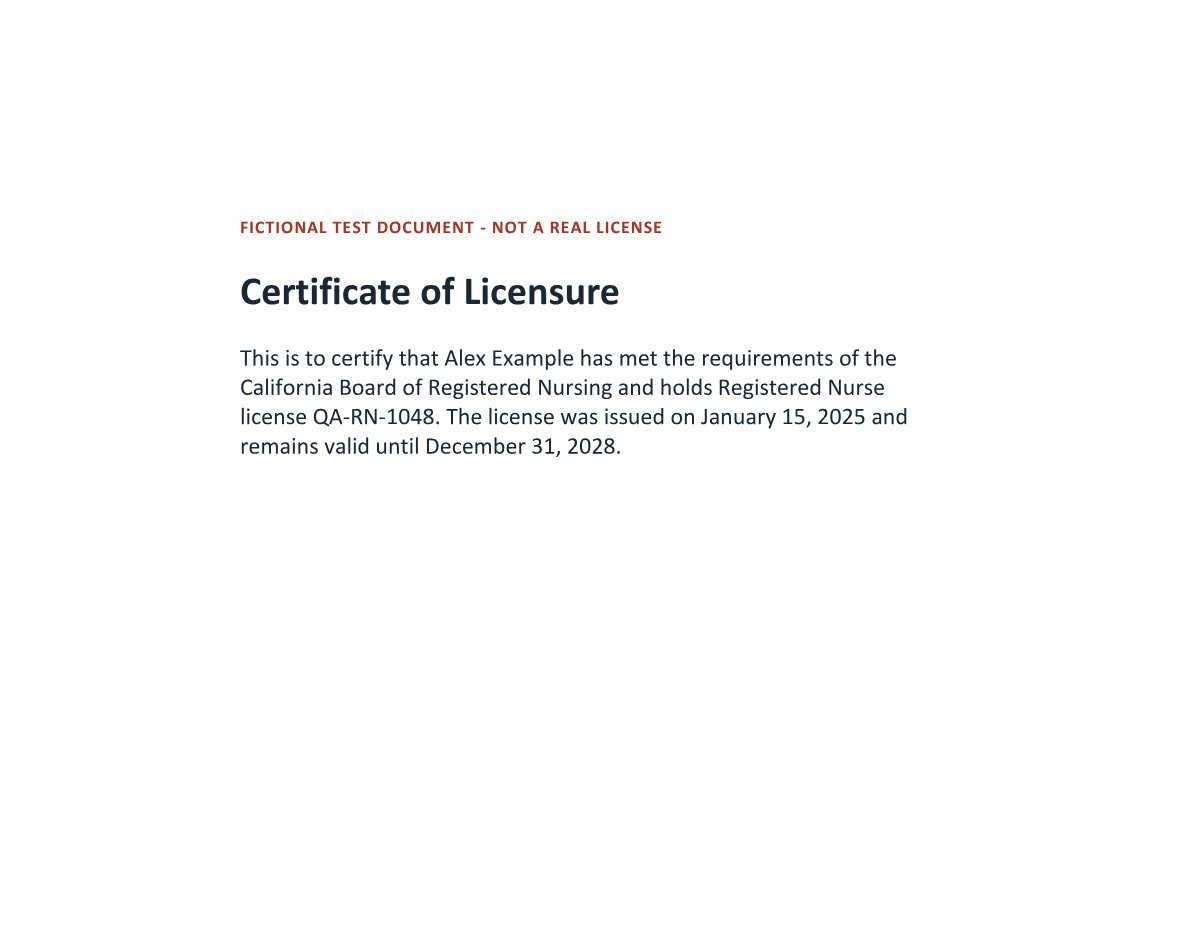 FICTIONAL TEST DOCUMENT - NOT A REAL LICENSE
Certificate of Licensure
This is to certify that Alex Example has met the requirements of the
California Board of Registered Nursing and holds Registered Nurse
license QA-RN-1048. The license was issued on January 15, 2025 and
remains valid until December 31, 2028.